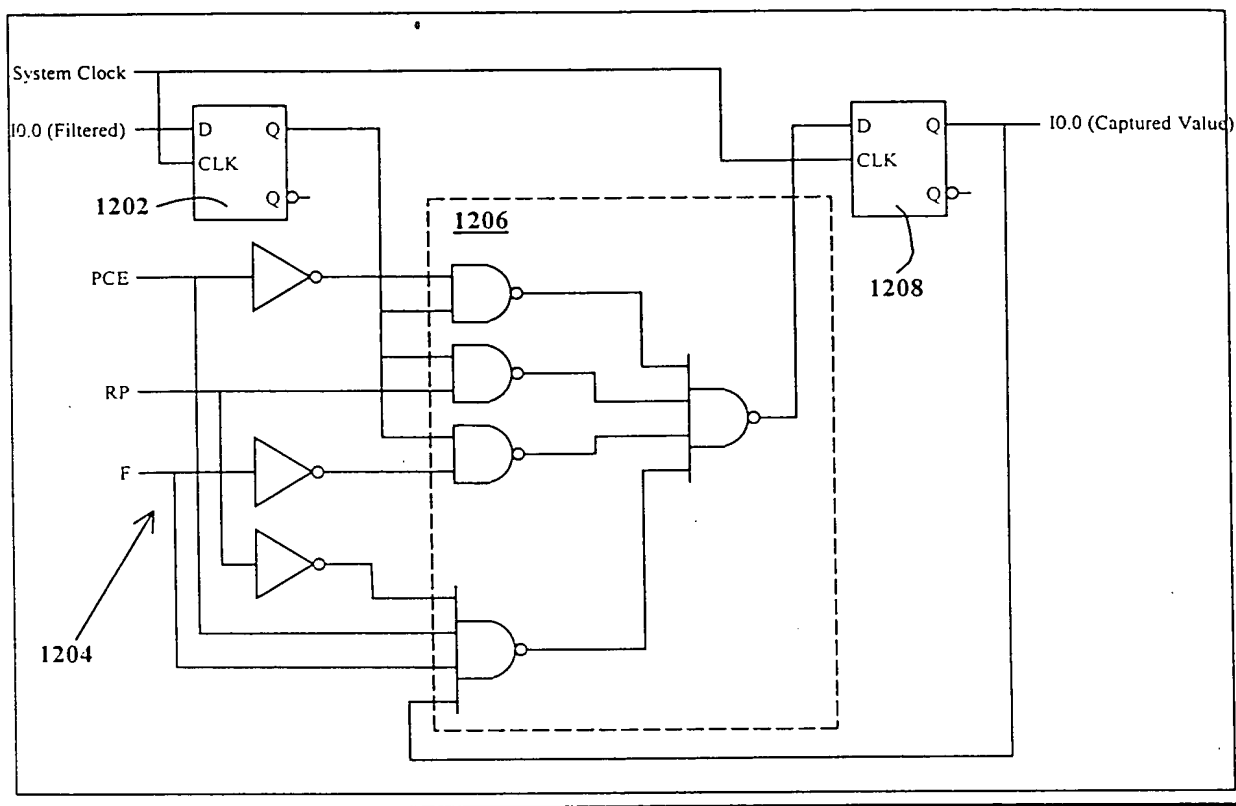 System Clock
I0.0 (Filtered)
D Q
CLK
Q
1202
D Q
CLK
Q
1208
I0.0 (Captured Value)
1206
PCE
RP
F
1204